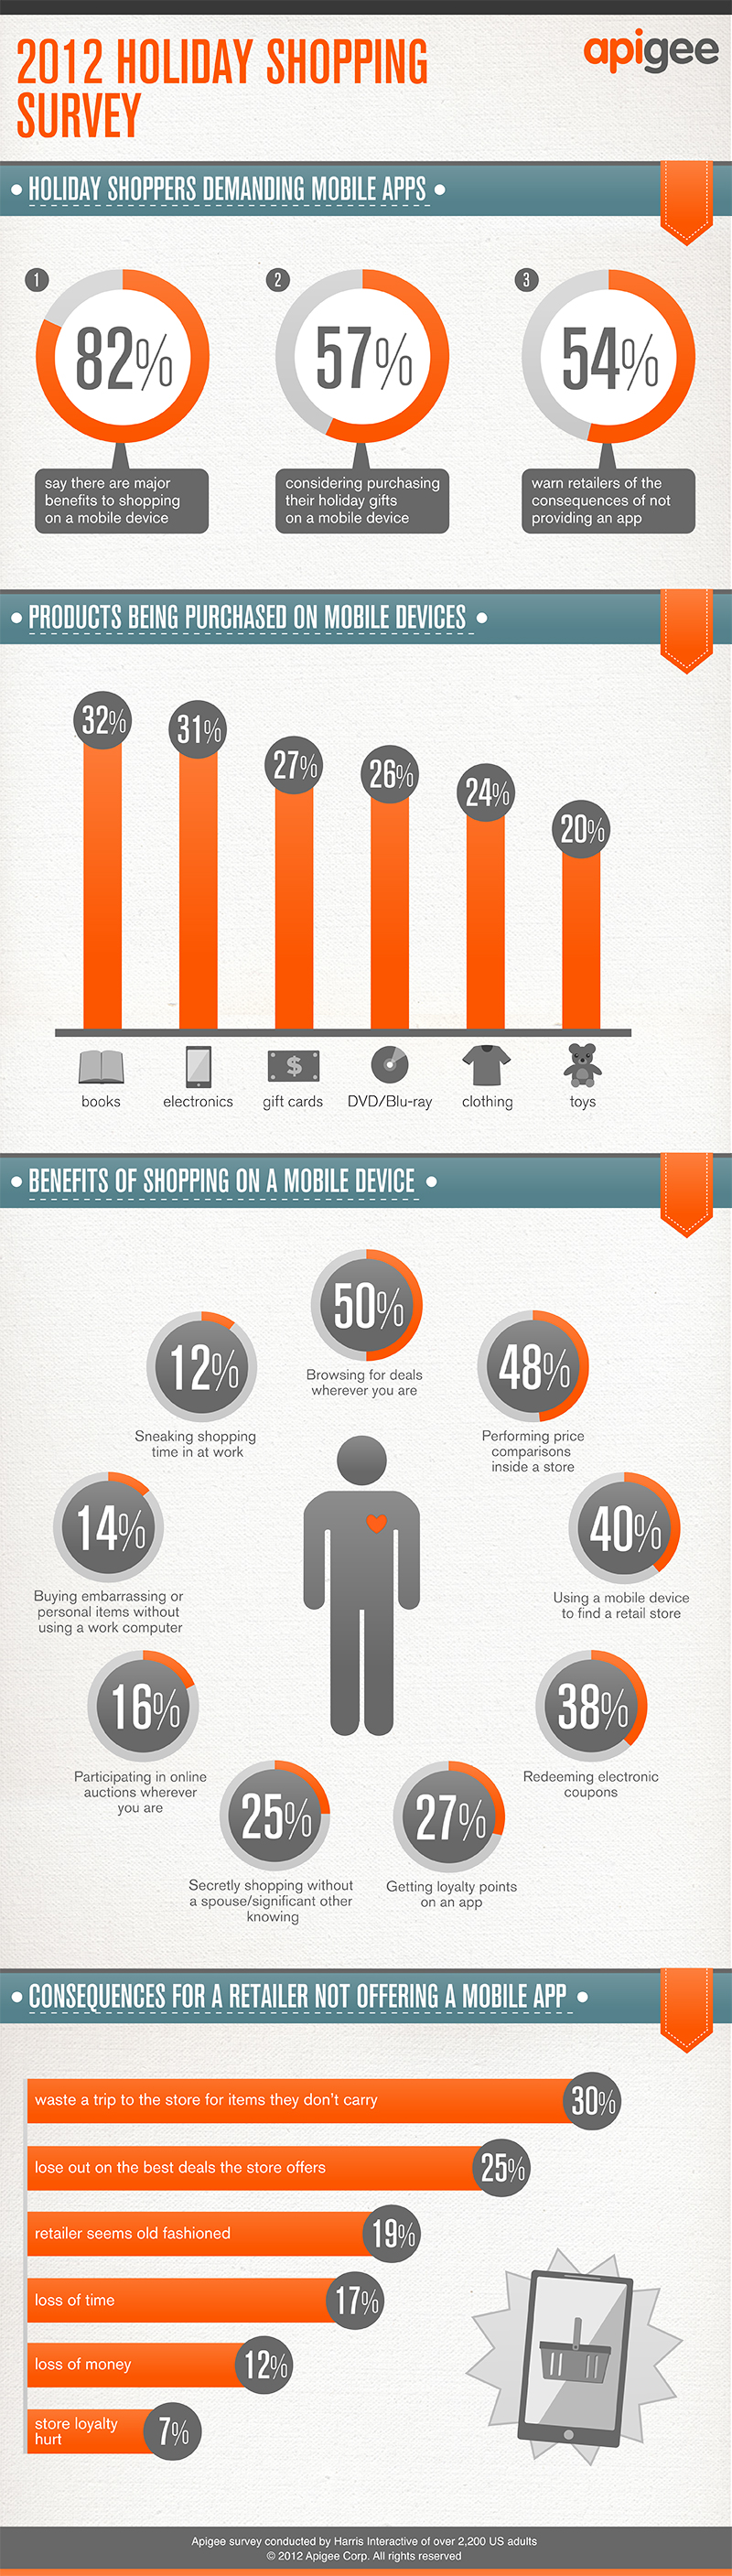 2012 HOLIDAY SHOPPING
SURVEY
apigee
• HOLIDAY SHOPPERS DEMANDING MOBILE APPS •
1
82%
say there are major
benefits to shopping
on a mobile device
2
57%
considering purchasing
their holiday gifts
on a mobile device
3
54%
warn retailers of the
consequences of not
providing an app
• PRODUCTS BEING PURCHASED ON MOBILE DEVICES •
32%
31%
27%
26%
24%
20%
$
books
electronics
gift cards
DVD/Blu-ray
clothing
toys
• BENEFITS OF SHOPPING ON A MOBILE DEVICE •
50%
Browsing for deals
wherever you are
48%
Performing price
comparisons
inside a store
40%
Using a mobile device
to find a retail store
38%
Redeeming electronic
coupons
27%
Getting loyalty points
on an app
25%
Secretly shopping without
a spouse/significant other
knowing
16%
Participating in online
auctions wherever
you are
14%
Buying embarrassing or
personal items without
using a work computer
12%
Sneaking shopping
time in at work
• CONSEQUENCES FOR A RETAILER NOT OFFERING A MOBILE APP •
waste a trip to the store for items they don't carry
30%
lose out on the best deals the store offers
25%
retailer seems old fashioned
19%
loss of time
17%
loss of money
12%
store loyalty
hurt
7%
Apigee survey conducted by Harris Interactive of over 2,200 US adults
© 2012 Apigee Corp. All rights reserved